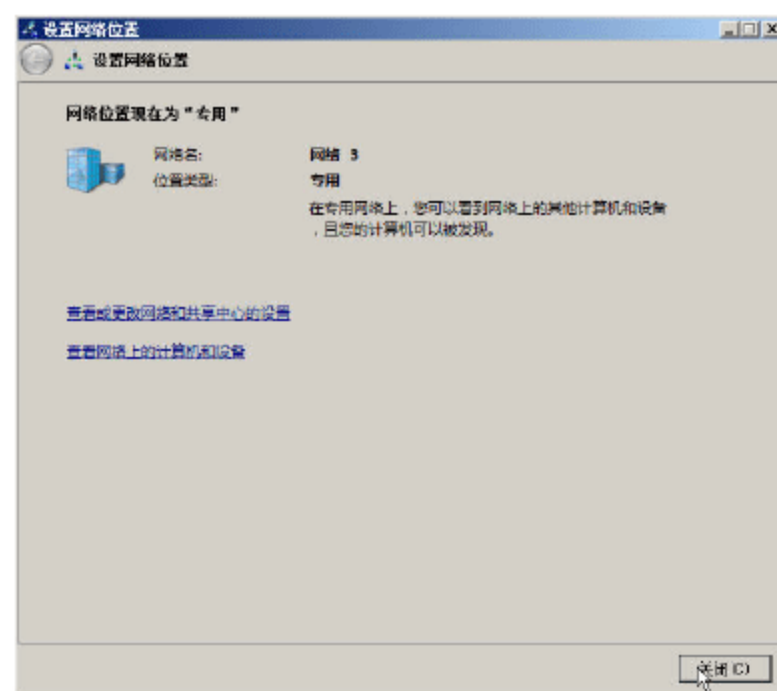 设置网络位置
设置网络位置
网络位置现在为“专用”
网络名: 网络 3
位置类型: 专用
在专用网络上，您可以看到网络上的其他计算机和设备
，且您的计算机可以被发现。
查看或更改网络和共享中心的设置
查看网络上的计算机和设备
关闭(C)